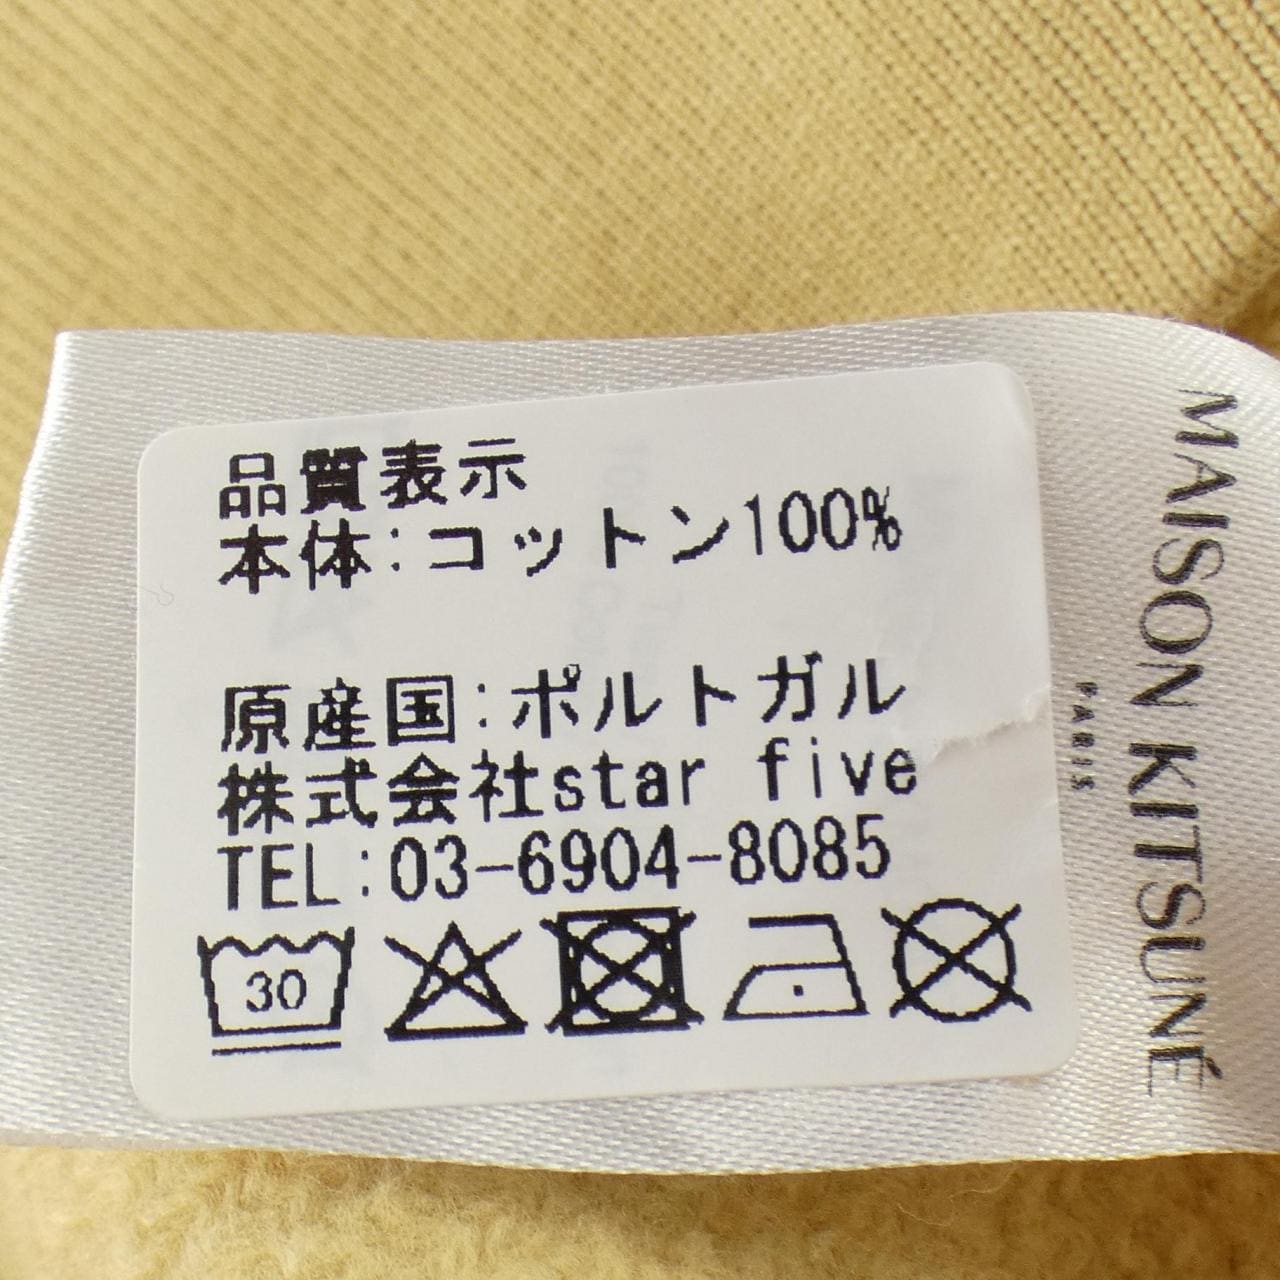 品質表示
本体:コットン100%
原産国:ポルトガル
株式会社star five
TEL:03-6904-8085
30
MAISON KITSUNÉ
PARIS